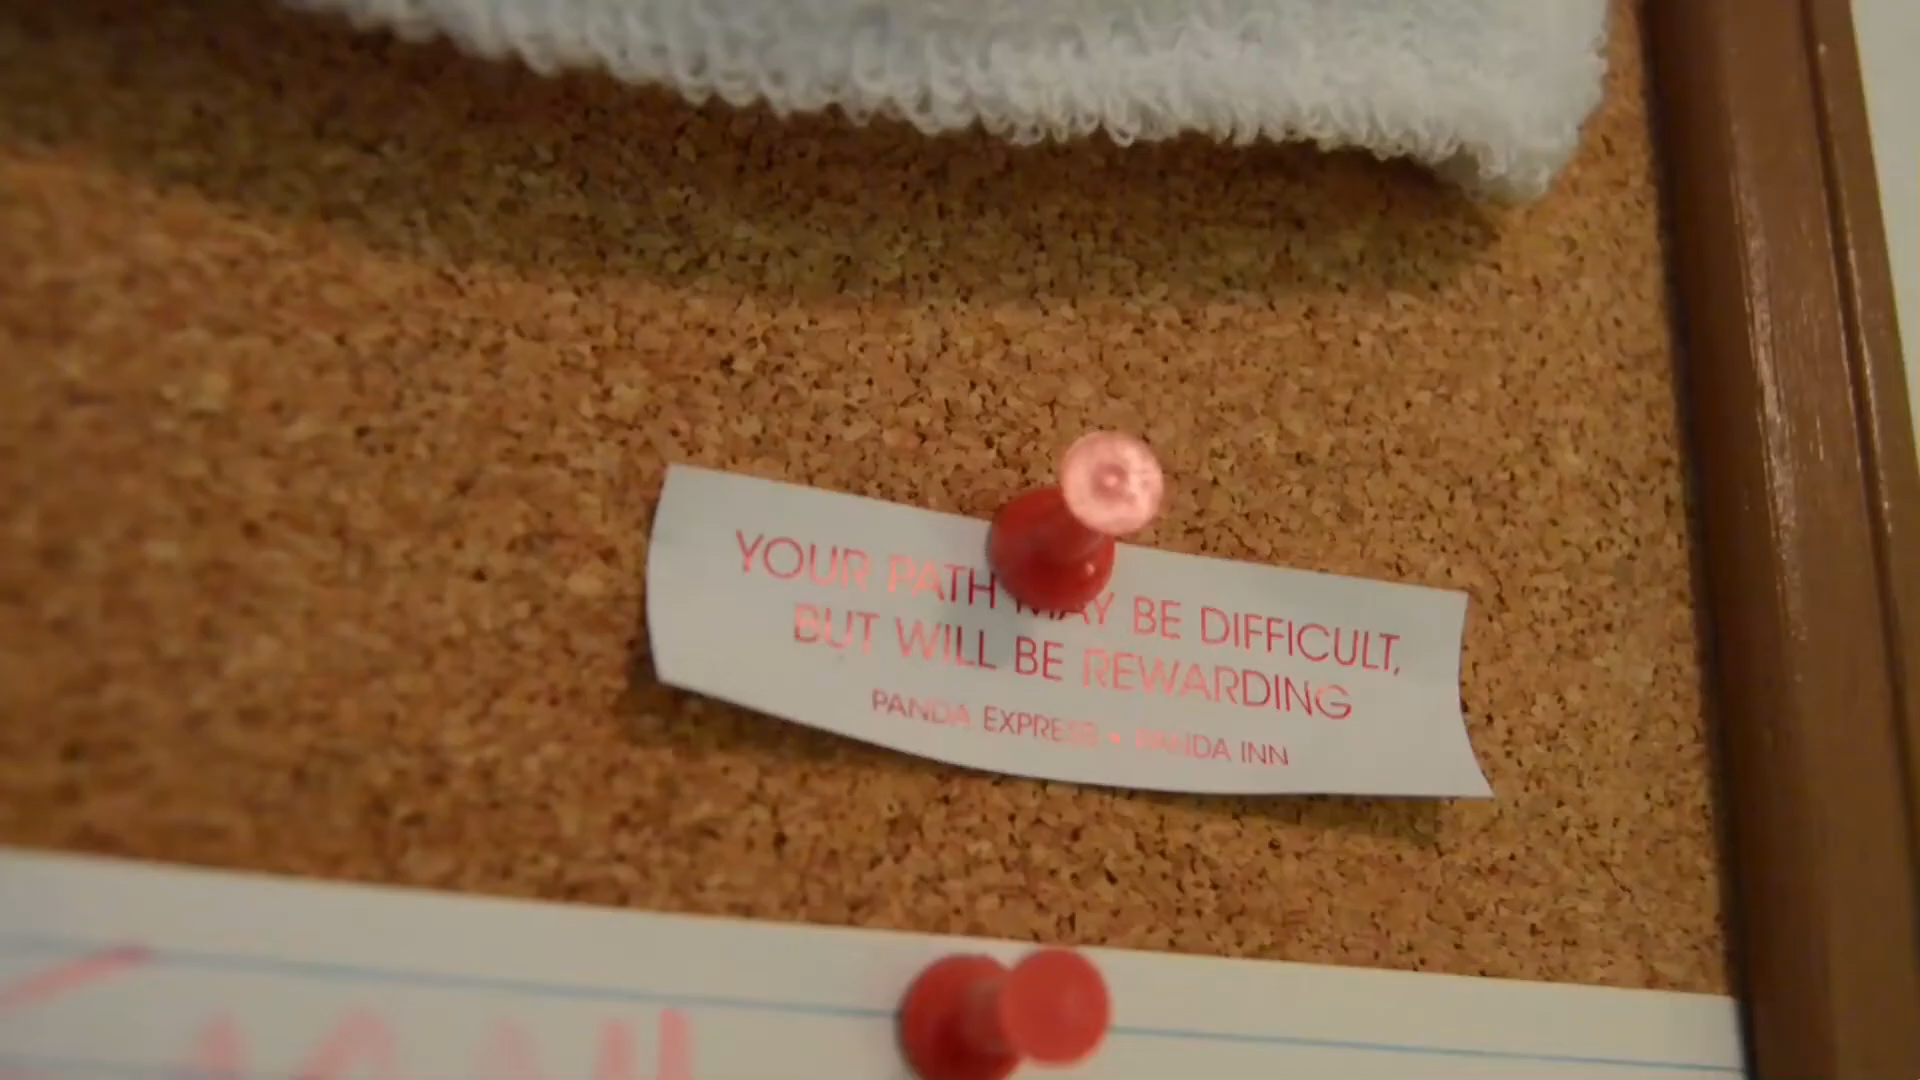 YOUR PATH MAY BE DIFFICULT,
BUT WILL BE REWARDING
PANDA EXPRESS • PANDA INN